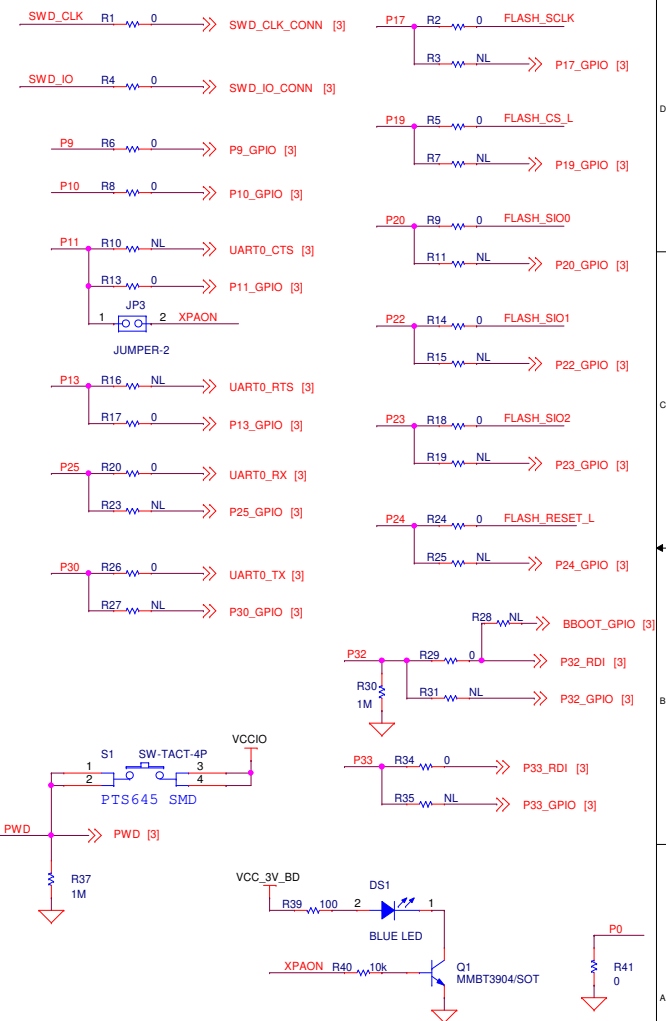 SWD_CLK R1 0 SWD_CLK_CONN [3]
SWD_IO R4 0 SWD_IO_CONN [3]
P9 R6 0 P9_GPIO [3]
P10 R8 0 P10_GPIO [3]
P11 R10 NL UART0_CTS [3]
R13 0 P11_GPIO [3]
JP3
1 2 XPAON
JUMPER-2
P13 R16 NL UART0_RTS [3]
R17 0 P13_GPIO [3]
P25 R20 0 UART0_RX [3]
R23 NL P25_GPIO [3]
P30 R26 0 UART0_TX [3]
R27 NL P30_GPIO [3]
P17 R2 0 FLASH_SCLK
R3 NL P17_GPIO [3]
P19 R5 0 FLASH_CS_L
R7 NL P19_GPIO [3]
P20 R9 0 FLASH_SIO0
R11 NL P20_GPIO [3]
P22 R14 0 FLASH_SIO1
R15 NL P22_GPIO [3]
P23 R18 0 FLASH_SIO2
R19 NL P23_GPIO [3]
P24 R24 0 FLASH_RESET_L
R25 NL P24_GPIO [3]
R28 NL BBOOT_GPIO [3]
P32 R29 0 P32_RDI [3]
R30
1M
R31 NL P32_GPIO [3]
P33 R34 0 P33_RDI [3]
R35 NL P33_GPIO [3]
VCCIO
S1 SW-TACT-4P
1 3
2 4
PTS645 SMD
PWD PWD [3]
R37
1M
VCC_3V_BD
DS1
R39 100 2 1
BLUE LED
XPAON R40 10k
Q1
MMBT3904/SOT
P0
R41
0
D
C
B
A